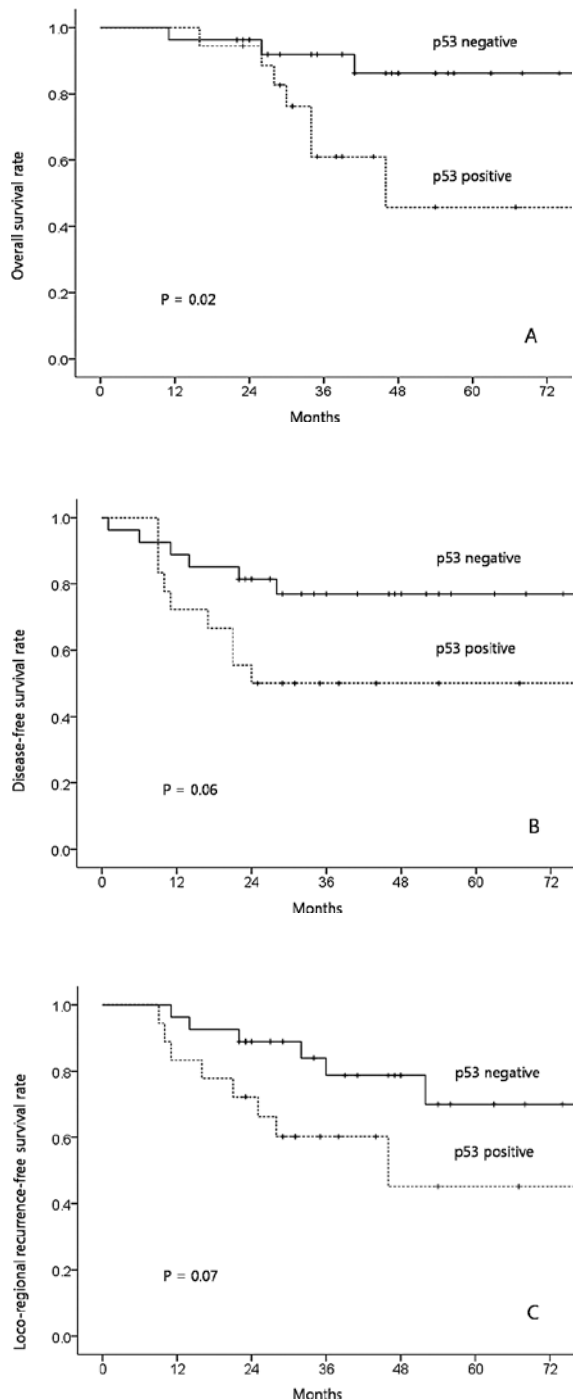 1.0
p53 negative
0.8
Overall survival rate
0.6
p53 positive
0.4
0.2
P = 0.02
A
0.0
0 12 24 36 48 60 72
Months
1.0
p53 negative
0.8
Disease-free survival rate
0.6
p53 positive
0.4
0.2
P = 0.06
B
0.0
0 12 24 36 48 60 72
Months
1.0
0.8
p53 negative
Loco-regional recurrence-free survival rate
0.6
p53 positive
0.4
0.2
P = 0.07
C
0.0
0 12 24 36 48 60 72
Months